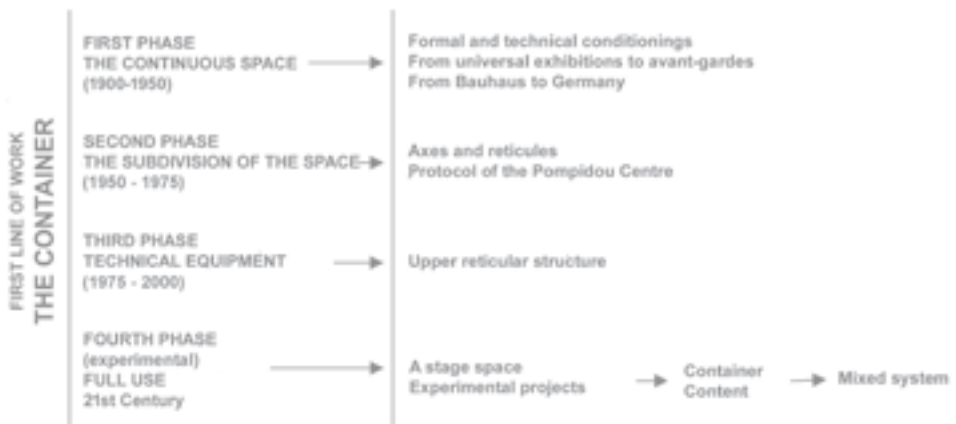 FIRST LINE OF WORK
THE CONTAINER
FIRST PHASE
THE CONTINUOUS SPACE
(1900-1950)
Formal and technical conditionings
From universal exhibitions to avant-gardes
From Bauhaus to Germany
SECOND PHASE
THE SUBDIVISION OF THE SPACE
(1950 - 1975)
Axes and reticules
Protocol of the Pompidou Centre
THIRD PHASE
TECHNICAL EQUIPMENT
(1975 - 2000)
Upper reticular structure
FOURTH PHASE
(experimental)
FULL USE
21st Century
A stage space
Experimental projects
Container
Content
Mixed system